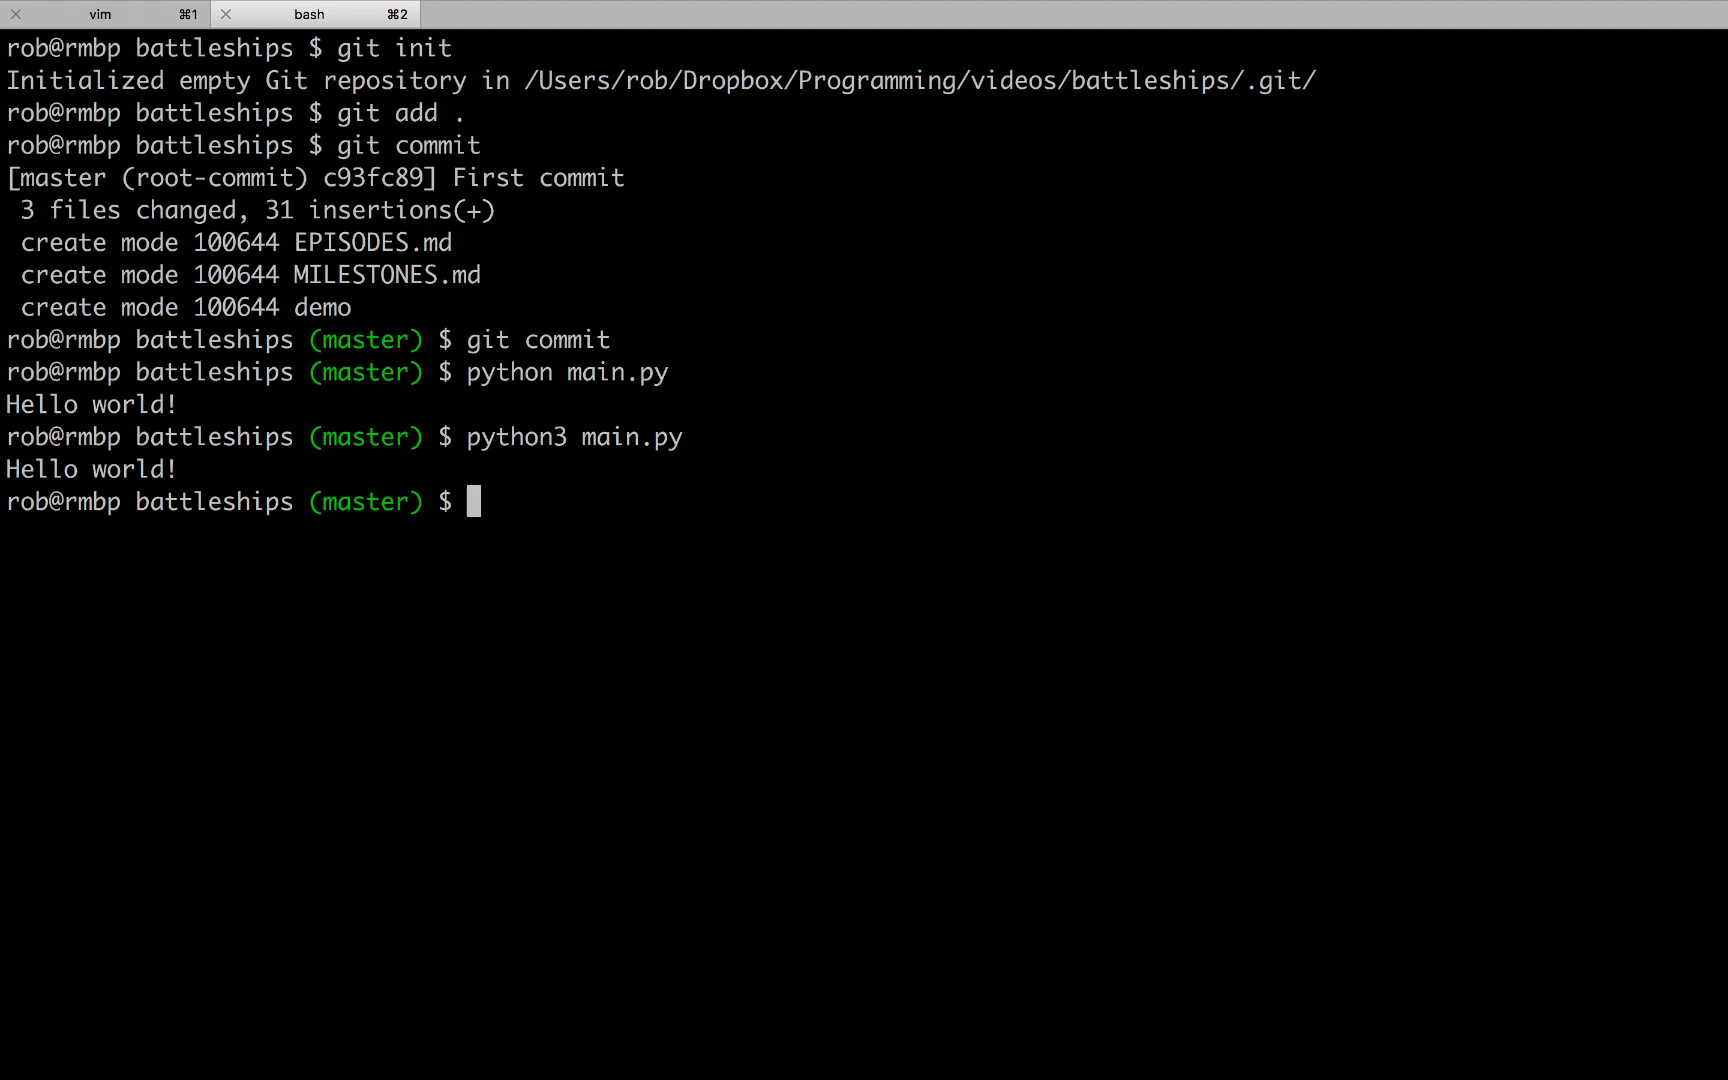 vim ⌘1 bash ⌘2
rob@rmbp battleships $ git init
Initialized empty Git repository in /Users/rob/Dropbox/Programming/videos/battleships/.git/
rob@rmbp battleships $ git add .
rob@rmbp battleships $ git commit
[master (root-commit) c93fc89] First commit
 3 files changed, 31 insertions(+)
 create mode 100644 EPISODES.md
 create mode 100644 MILESTONES.md
 create mode 100644 demo
rob@rmbp battleships (master) $ git commit
rob@rmbp battleships (master) $ python main.py
Hello world!
rob@rmbp battleships (master) $ python3 main.py
Hello world!
rob@rmbp battleships (master) $